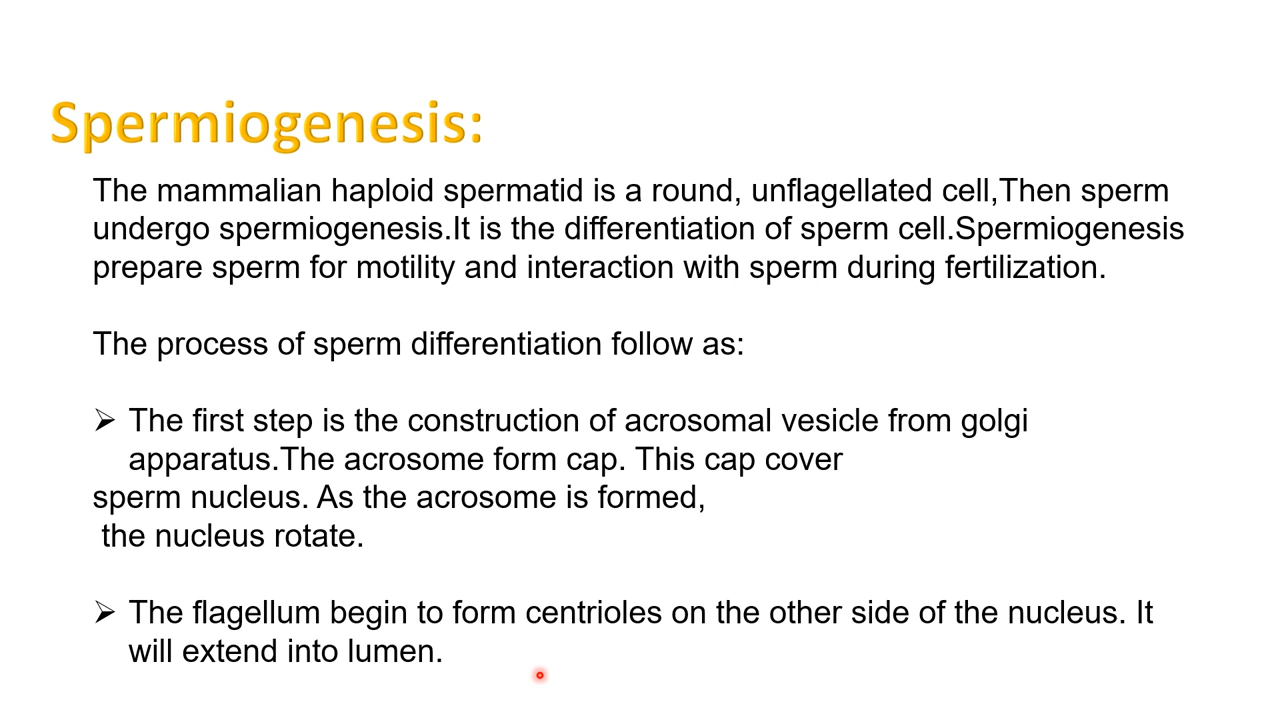 Spermiogenesis:
The mammalian haploid spermatid is a round, unflagellated cell,Then sperm
undergo spermiogenesis.It is the differentiation of sperm cell.Spermiogenesis
prepare sperm for motility and interaction with sperm during fertilization.
The process of sperm differentiation follow as:
➢ The first step is the construction of acrosomal vesicle from golgi
apparatus.The acrosome form cap. This cap cover
sperm nucleus. As the acrosome is formed,
the nucleus rotate.
➢ The flagellum begin to form centrioles on the other side of the nucleus. It
will extend into lumen.